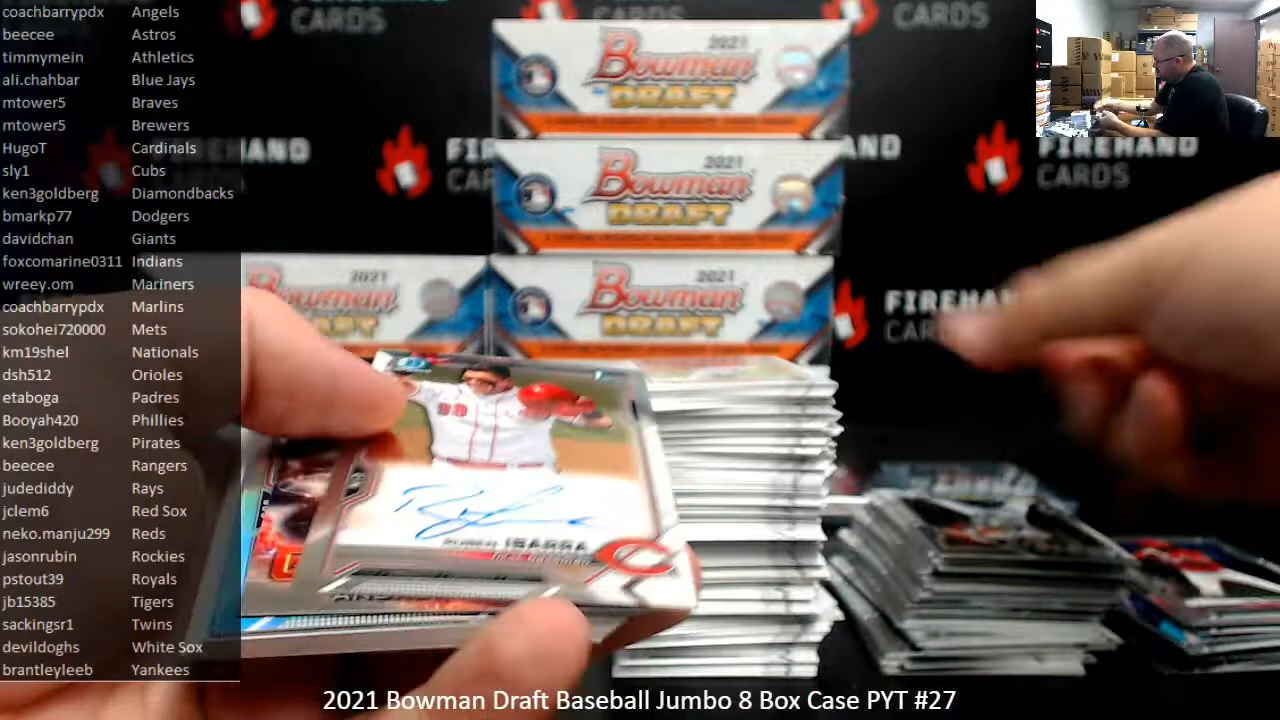 coachbarrypdx Angels
beecee Astros
timmymein Athletics
ali.chahbar Blue Jays
mtower5 Braves
mtower5 Brewers
HugoT Cardinals
sly1 Cubs
ken3goldberg Diamondbacks
bmarkp77 Dodgers
davidchan Giants
foxcomarine0311 Indians
wreey.om Mariners
coachbarrypdx Marlins
sokohei720000 Mets
km19shel Nationals
dsh512 Orioles
etaboga Padres
Booyah420 Phillies
ken3goldberg Pirates
beecee Rangers
judediddy Rays
jclem6 Red Sox
neko.manju299 Reds
jasonrubin Rockies
pstout39 Royals
jb15385 Tigers
sackingsr1 Twins
devildoghs White Sox
brantleyleeb Yankees
CARDS
CARDS
2021
Bowman
DRAFT
FIREHAND
CARDS
2021
Bowman
DRAFT
2021
Bowman
DRAFT
2021
Bowman
DRAFT
IBARRA
2021 Bowman Draft Baseball Jumbo 8 Box Case PYT #27